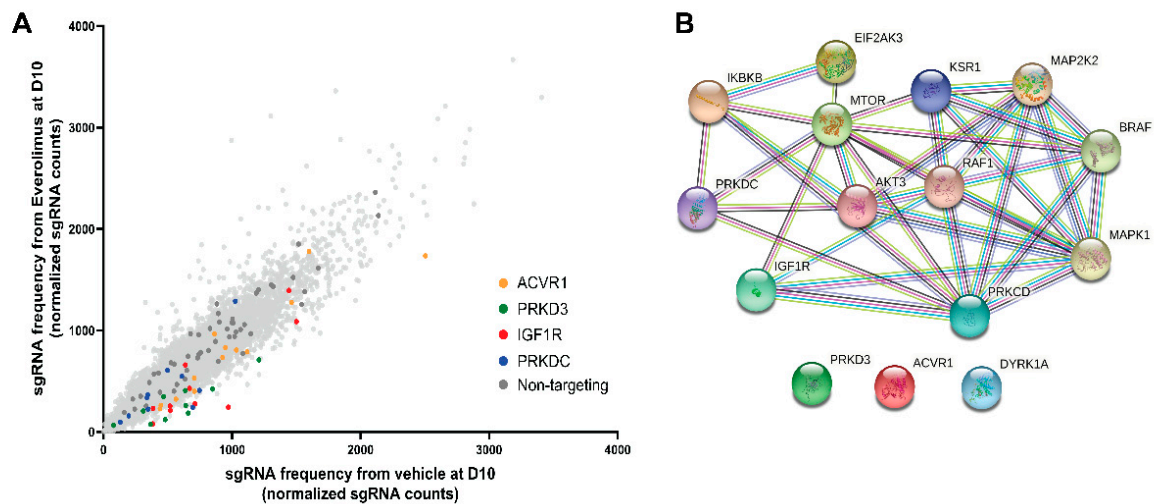 A
sgRNA frequency from Everolimus at D10
(normalized sgRNA counts)
4000
3000
2000
1000
0
0
1000
2000
3000
4000
sgRNA frequency from vehicle at D10
(normalized sgRNA counts)
ACVR1
PRKD3
IGF1R
PRKDC
Non-targeting
B
EIF2AK3
IKBKB
KSR1
MAP2K2
MTOR
BRAF
PRKDC
AKT3
RAF1
MAPK1
IGF1R
PRKCD
PRKD3
ACVR1
DYRK1A